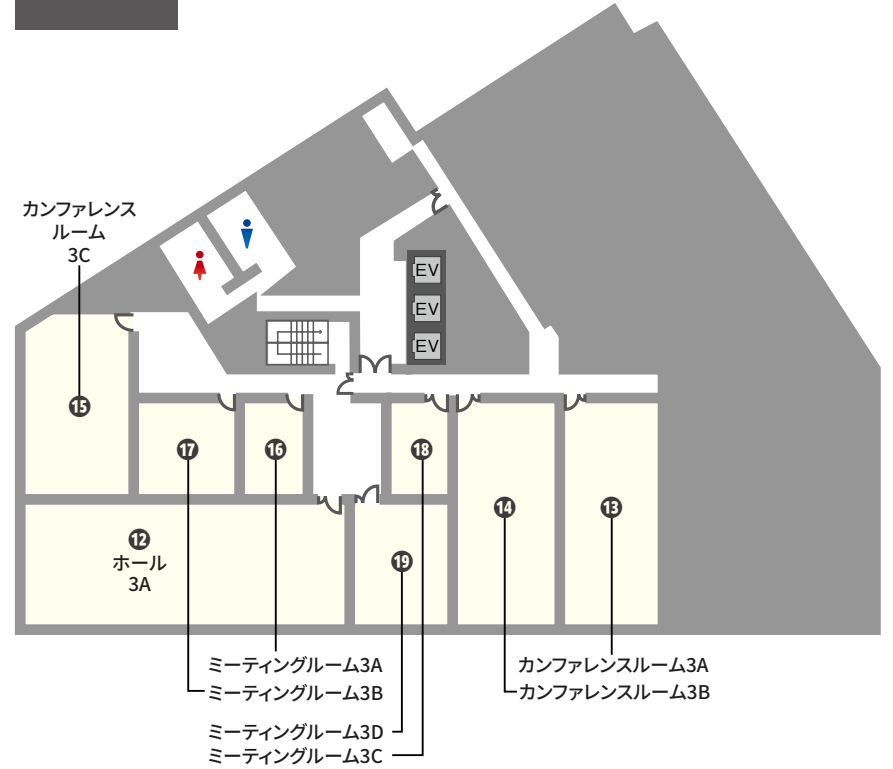 カンファレンス
ルーム
3C
EV
EV
EV
15
17
16
18
14
13
12
ホール
3A
19
ミーティングルーム3A
ミーティングルーム3B
ミーティングルーム3D
ミーティングルーム3C
カンファレンスルーム3A
カンファレンスルーム3B